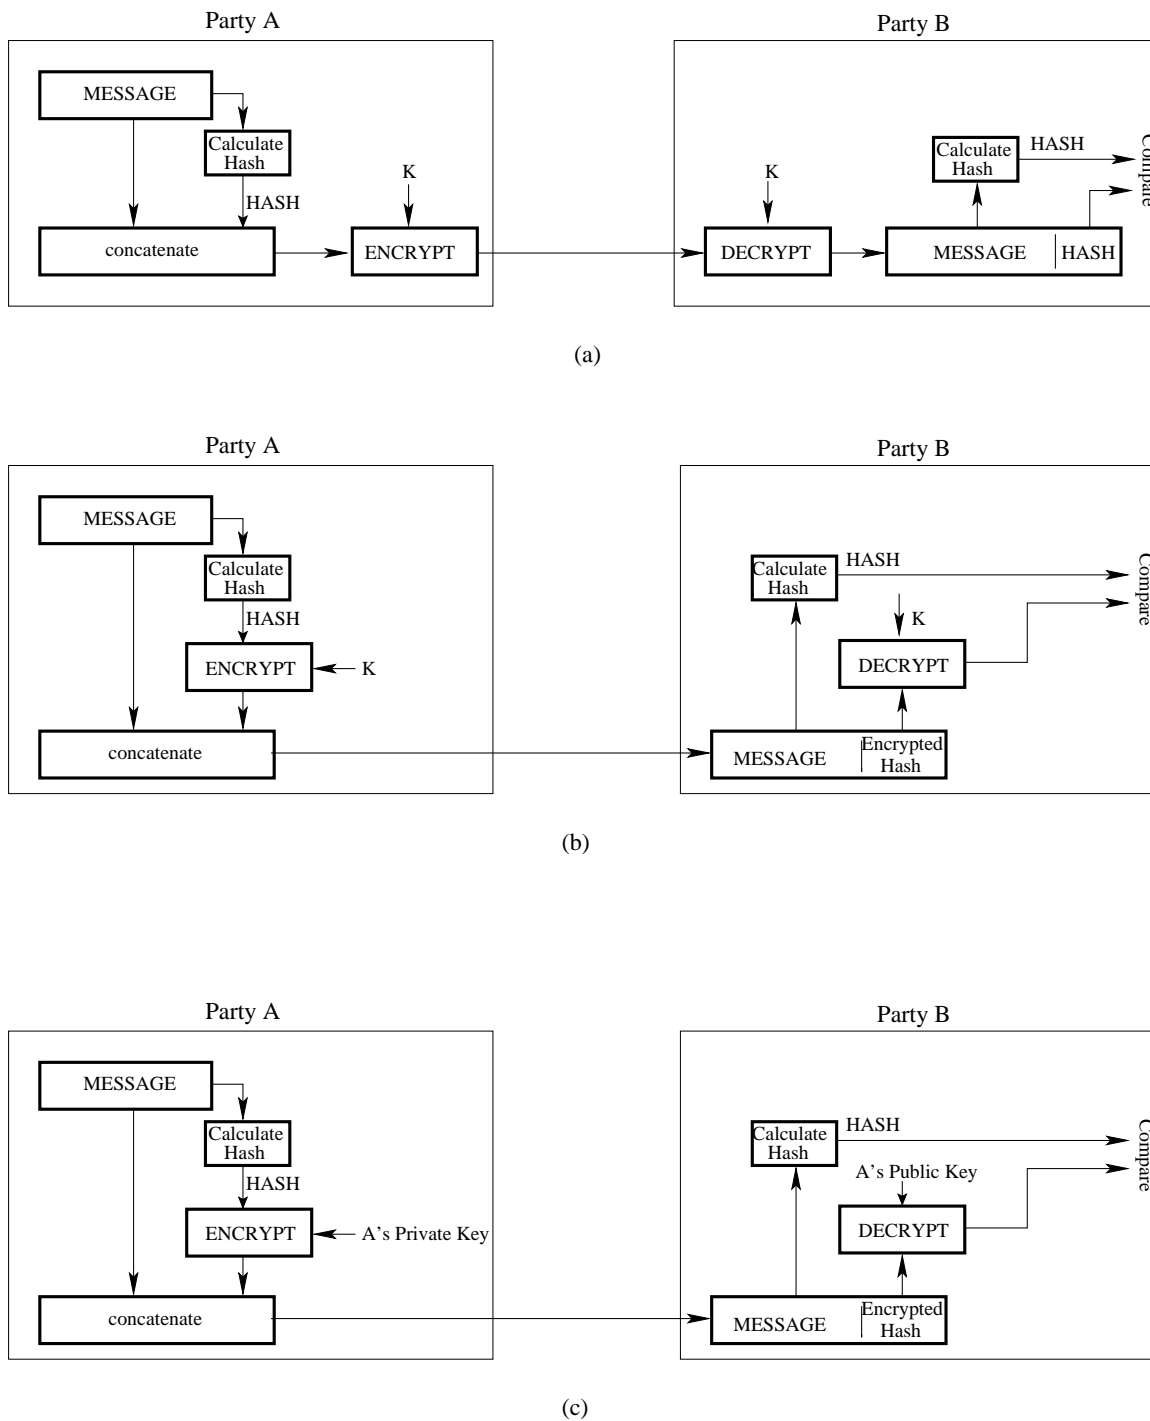 Party A
Party B
MESSAGE
Calculate
Hash
HASH
K
concatenate
ENCRYPT
K
DECRYPT
Calculate
Hash
HASH
Compare
MESSAGE
HASH
(a)
Party A
Party B
MESSAGE
Calculate
Hash
HASH
ENCRYPT
K
concatenate
Calculate
Hash
HASH
K
DECRYPT
Compare
MESSAGE
Encrypted
Hash
(b)
Party A
Party B
MESSAGE
Calculate
Hash
HASH
ENCRYPT
A's Private Key
concatenate
Calculate
Hash
HASH
A's Public Key
DECRYPT
Compare
MESSAGE
Encrypted
Hash
(c)